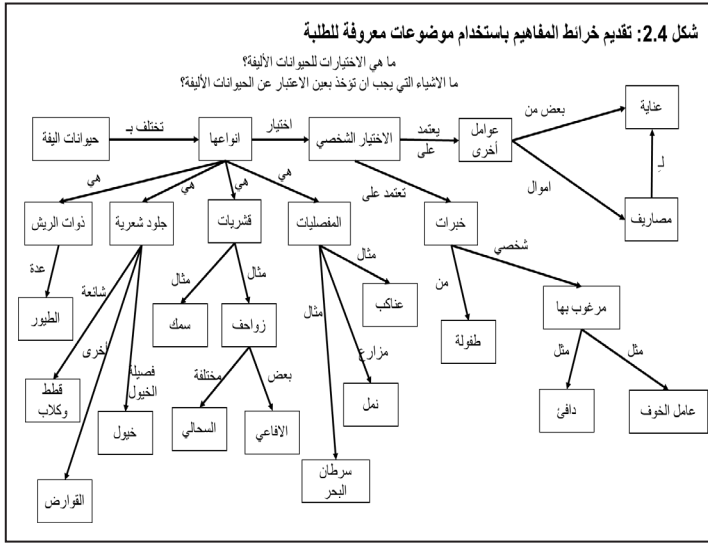 شكل 2.4: تقديم خرائط المفاهيم باستخدام موضوعات معروفة للطلبة
ما هي الاختيارات للحيوانات الأليفة؟
ما الاشياء التي يجب ان تؤخذ بعين الاعتبار عن الحيوانات الأليفة؟
حيوانات اليفة
تختلف بـ
انواعها
اختيار
الاختيار الشخصي
يعتمد
على
عوامل
أخرى
بعض من
عناية
اموال
مصاريف
لـِ
هي
هي
هي
هي
تعتمد على
ذوات الريش
جلود شعرية
قشريات
المفصليات
خبرات
عدة
الطيور
شائعة
أخرى
فصيلة
الخيول
قطط
وكلاب
خيول
القوارض
مثال
مثال
سمك
زواحف
مختلفة
بعض
السحالي
الافاعي
مثال
مثال
مزارع
عناكب
نمل
سرطان
البحر
من
شخصي
طفولة
مرغوب بها
مثل
مثل
دافئ
عامل الخوف